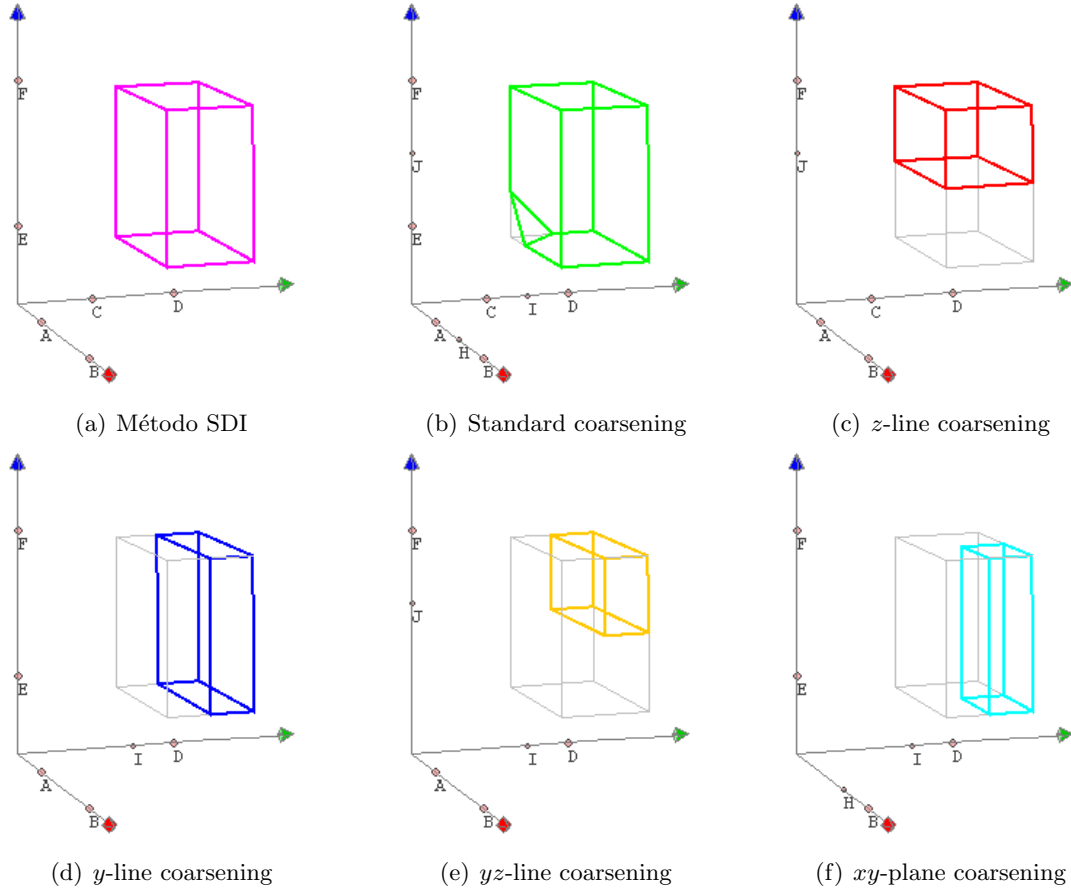 F
E
C
D
A
B
(a) Método SDI
F
J
E
C
I
D
A
H
B
(b) Standard coarsening
F
J
C
D
A
B
(c) z-line coarsening
F
E
I
D
A
B
(d) y-line coarsening
F
J
I
D
A
B
(e) yz-line coarsening
F
E
I
D
H
B
(f) xy-plane coarsening